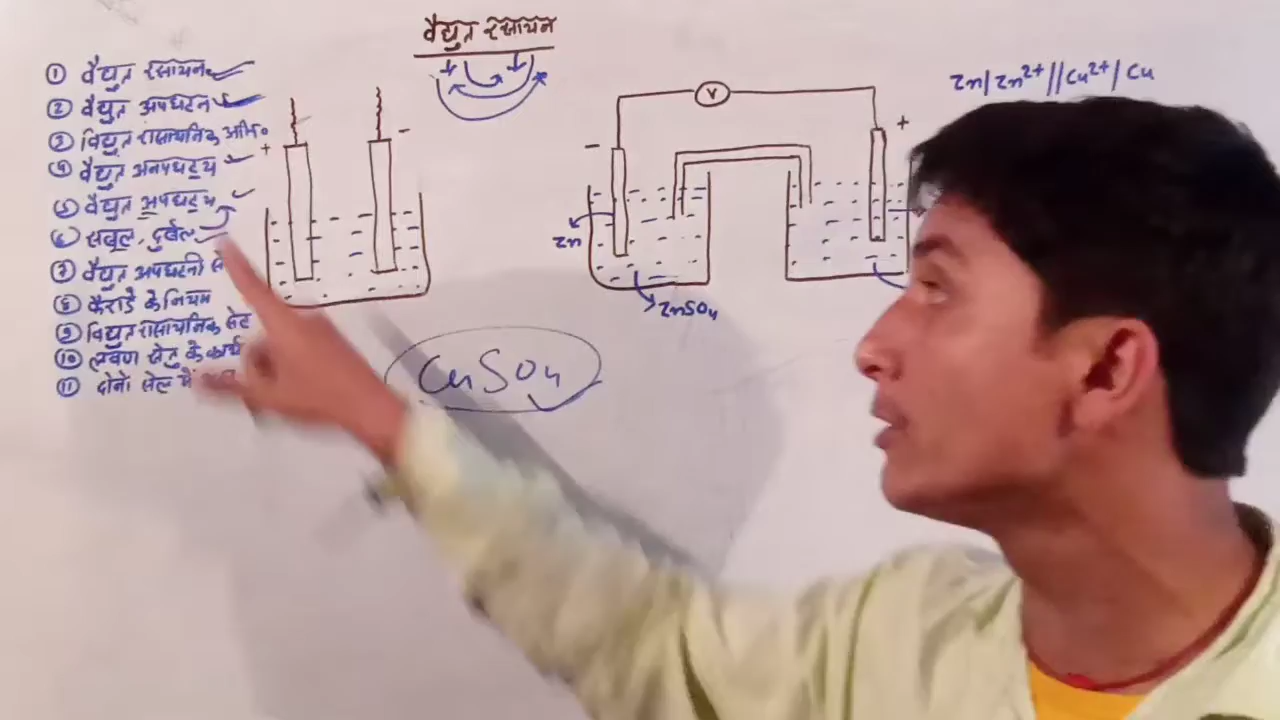 वैद्युत रसायन
① वैद्युत रसायन
② वैद्युत अपघटन
③ विद्युत रासायनिक अभि०
④ वैद्युत अनपघट्य
⑤ वैद्युत अपघट्य
⑥ सबल, दुर्बल
⑦ वैद्युत अपघटनी
⑧ फैराडे के नियम
⑨ विद्युत रासायनिक सेल
⑩ लवण सेतु के कार्य
⑪ दोनो सेल में
+
-
CuSO4
V
-
+
Zn
ZnSO4
Zn/Zn2+//Cu2+/Cu